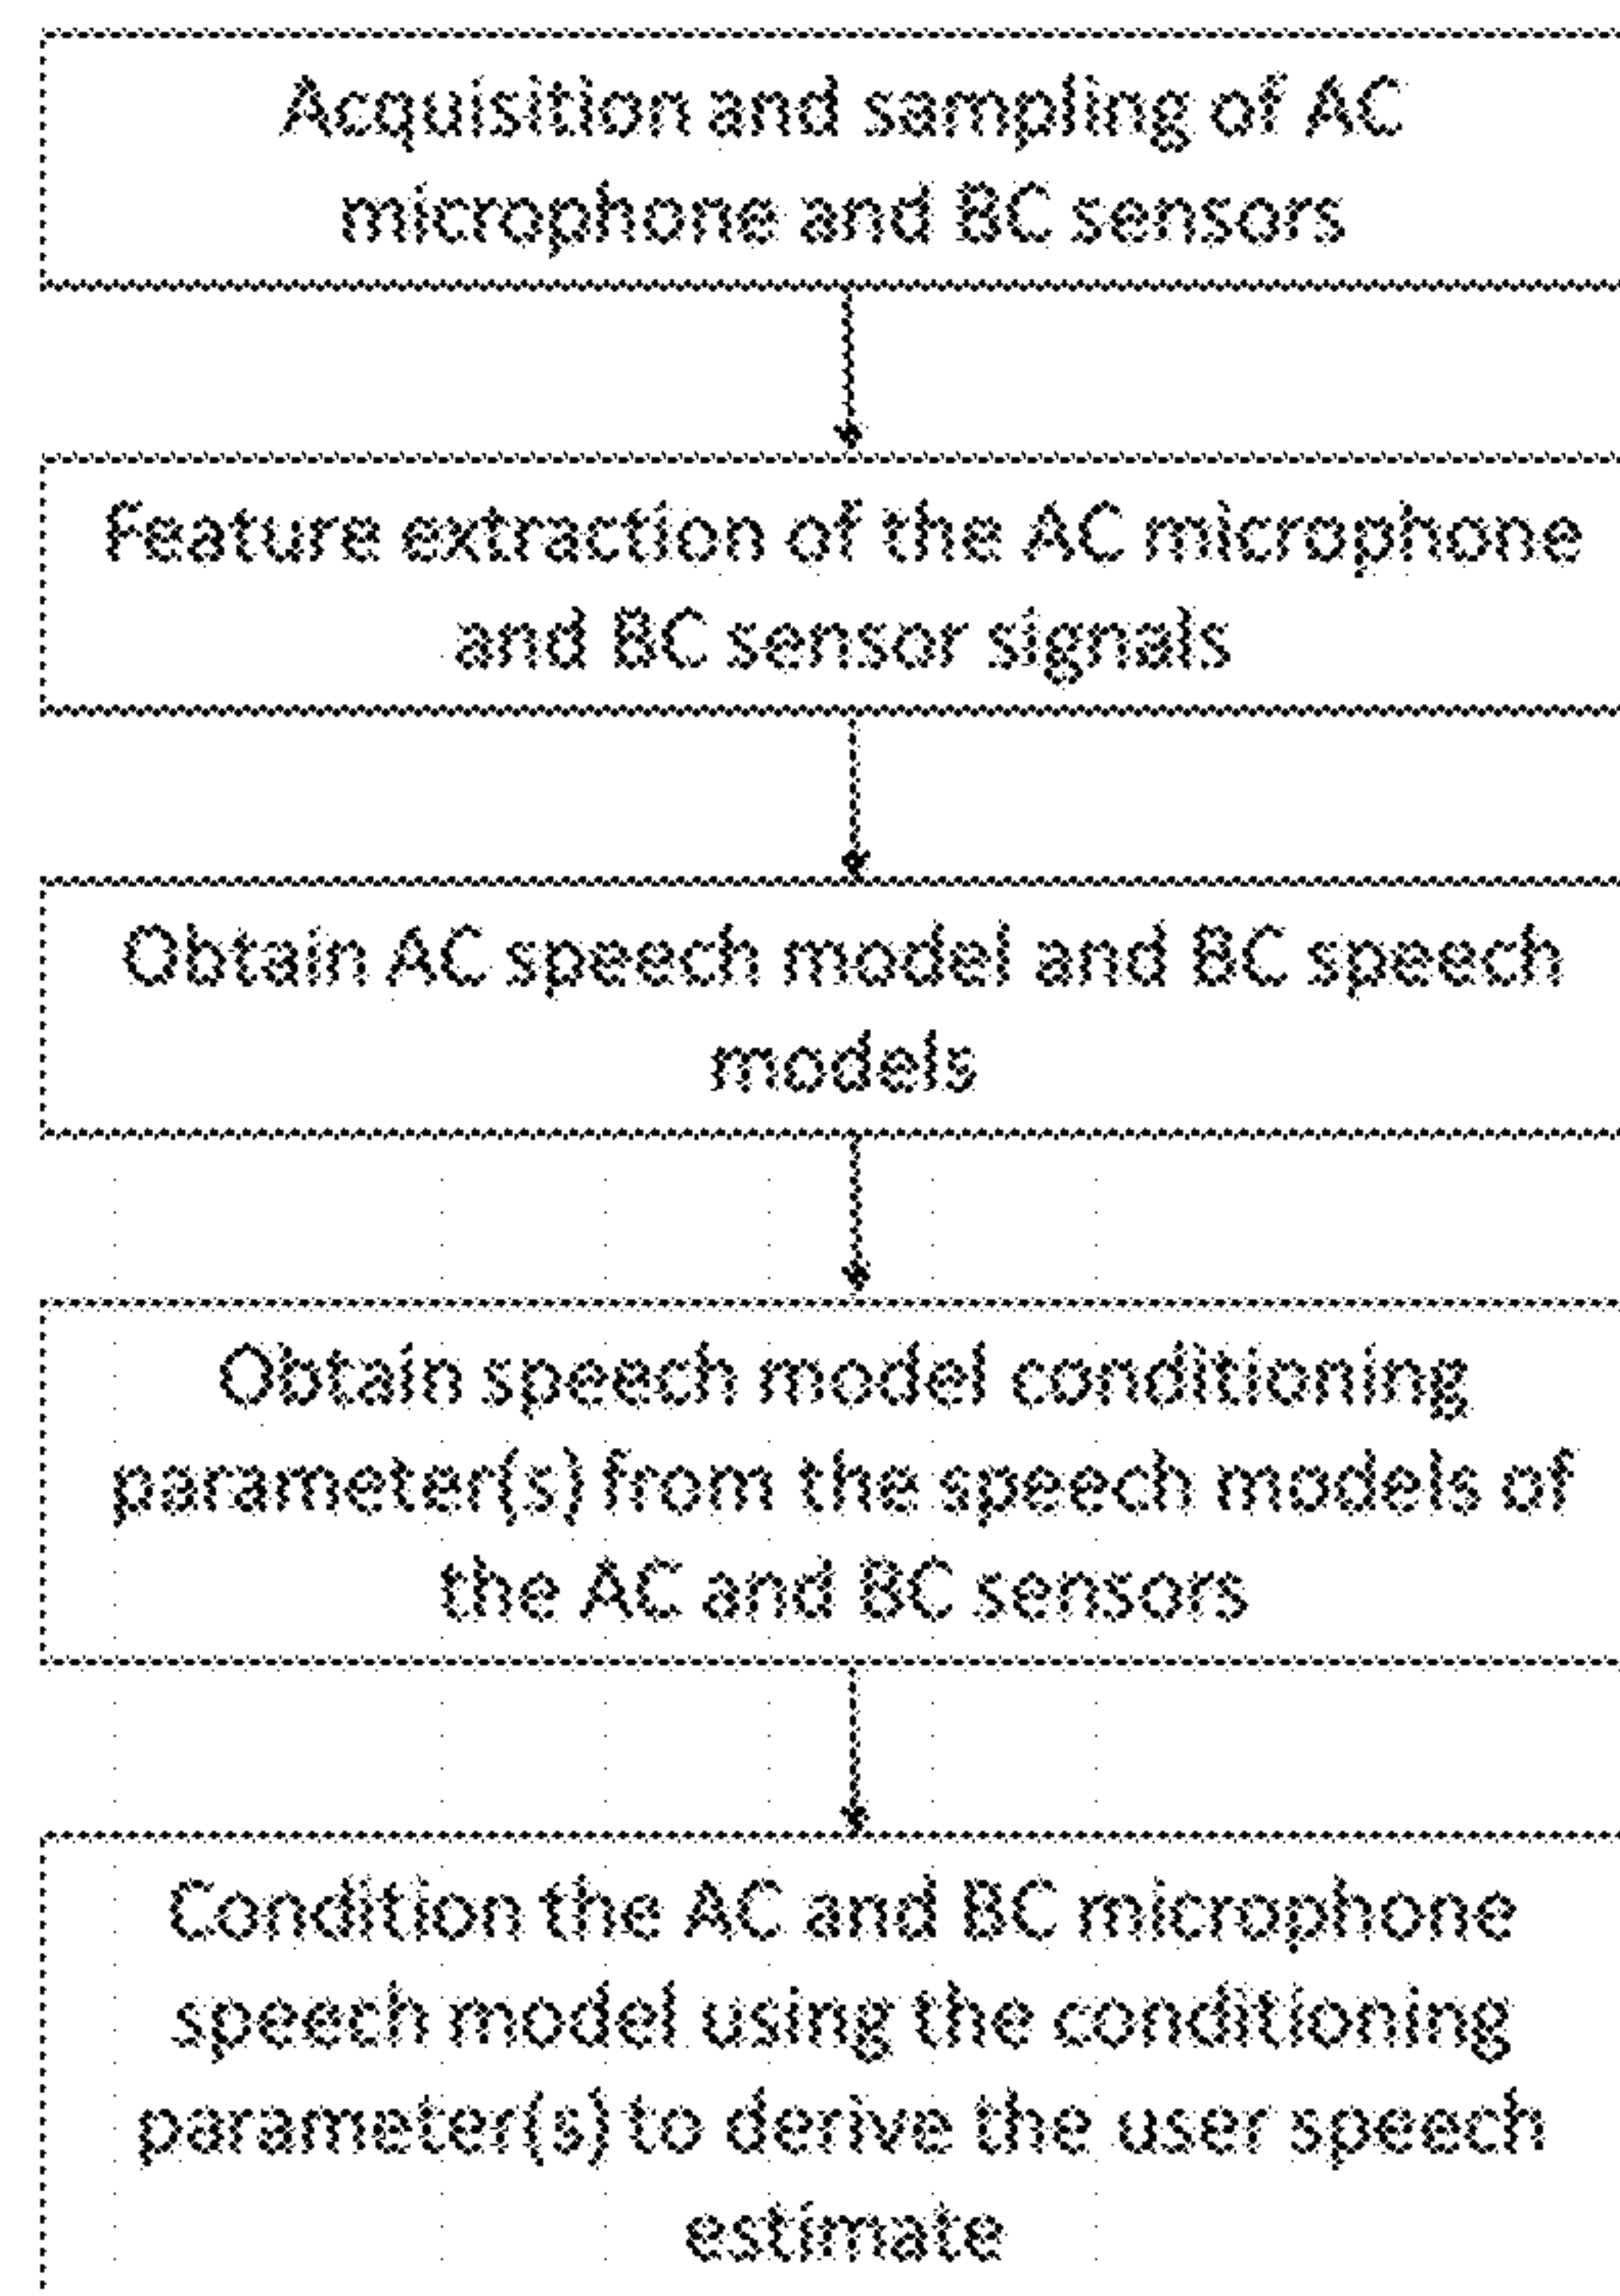 Acquisition and sampling of AC
microphone and BC sensors
Feature extraction of the AC microphone
and BC sensor signals
Obtain AC speech model and BC speech
models
Obtain speech model conditioning
parameter(s) from the speech models of
the AC and BC sensors
Condition the AC and BC microphone
speech model using the conditioning
parameter(s) to derive the user speech
estimate